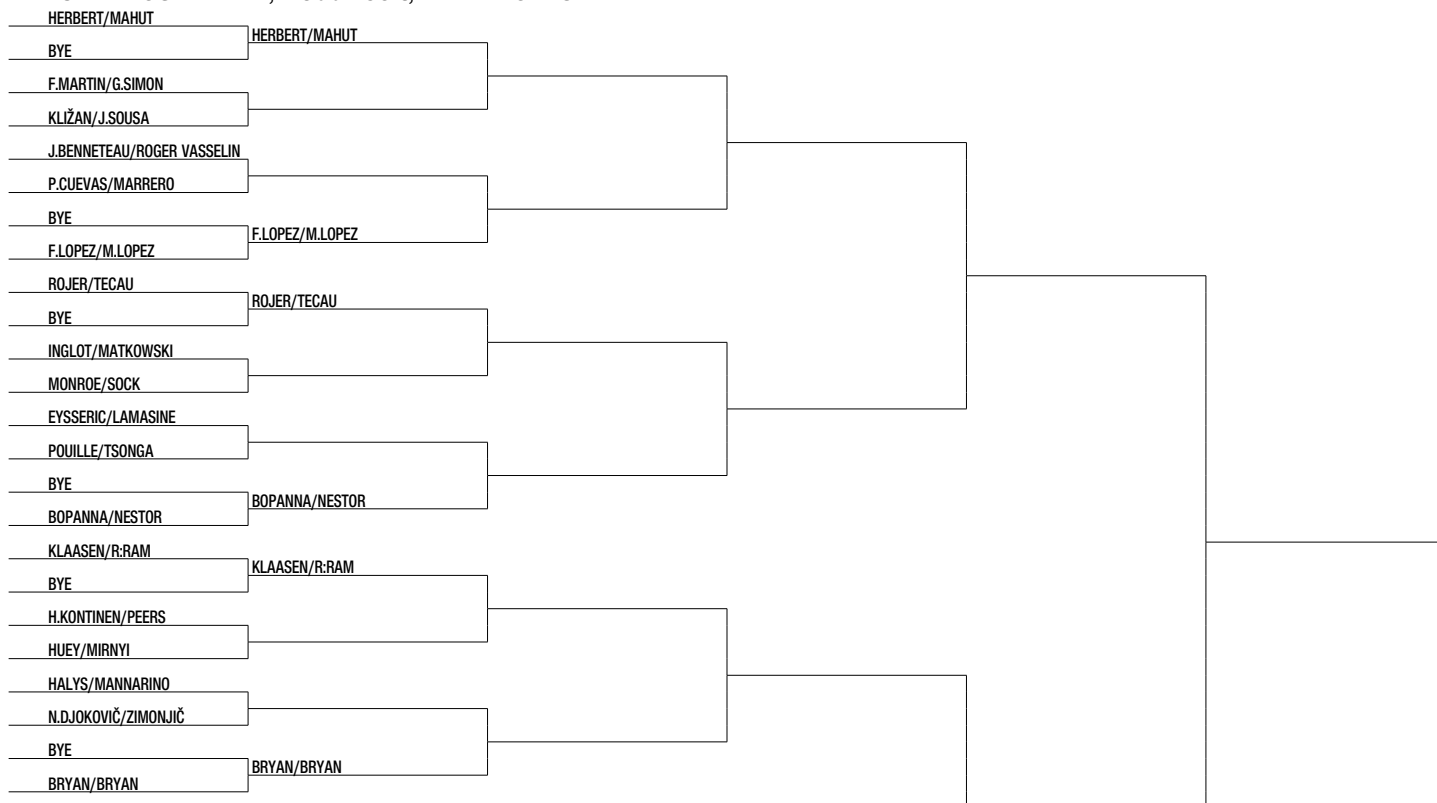 HERBERT/MAHUT
HERBERT/MAHUT
BYE
F.MARTIN/G.SIMON
KLIŽAN/J.SOUSA
J.BENNETEAU/ROGER VASSELIN
P.CUEVAS/MARRERO
BYE
F.LOPEZ/M.LOPEZ
F.LOPEZ/M.LOPEZ
ROJER/TECAU
ROJER/TECAU
BYE
INGLOT/MATKOWSKI
MONROE/SOCK
EYSSERIC/LAMASINE
POUILLE/TSONGA
BYE
BOPANNA/NESTOR
BOPANNA/NESTOR
KLAASEN/R:RAM
KLAASEN/R:RAM
BYE
H.KONTINEN/PEERS
HUEY/MIRNYI
HALYS/MANNARINO
N.DJOKOVIČ/ZIMONJIČ
BYE
BRYAN/BRYAN
BRYAN/BRYAN